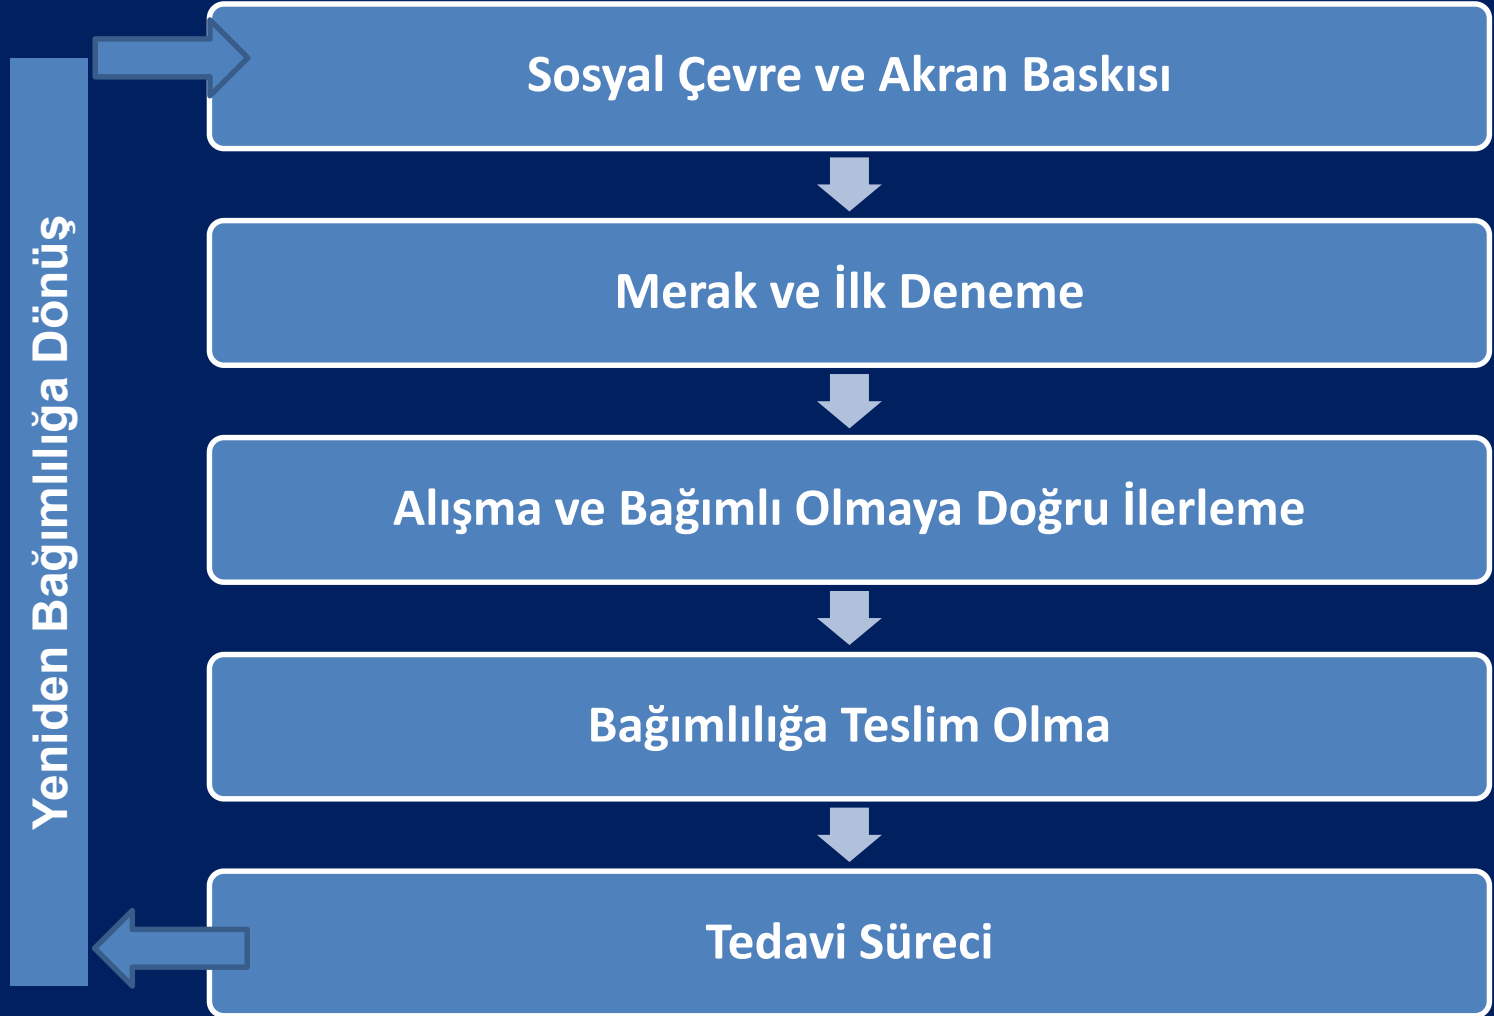 Sosyal Çevre ve Akran Baskısı
Merak ve İlk Deneme
Alışma ve Bağımlı Olmaya Doğru İlerleme
Bağımlılığa Teslim Olma
Tedavi Süreci
Yeniden Bağımlılığa Dönüş